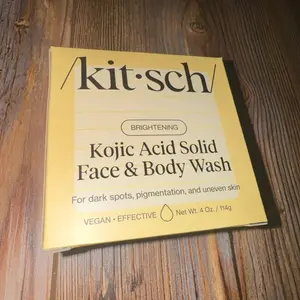 /kit·sch/
BRIGHTENING
Kojic Acid Solid
Face & Body Wash
For dark spots, pigmentation, and uneven skin
VEGAN • EFFECTIVE Net Wt. 4 Oz. / 114g